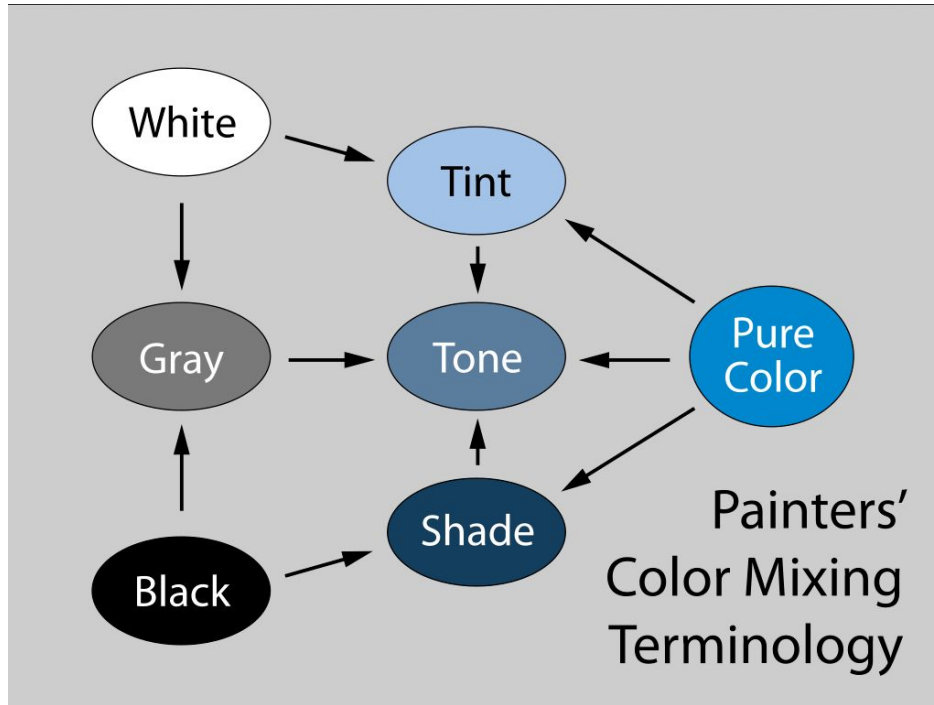 White
Tint
Gray
Tone
Pure
Color
Shade
Black
Painters’
Color Mixing
Terminology